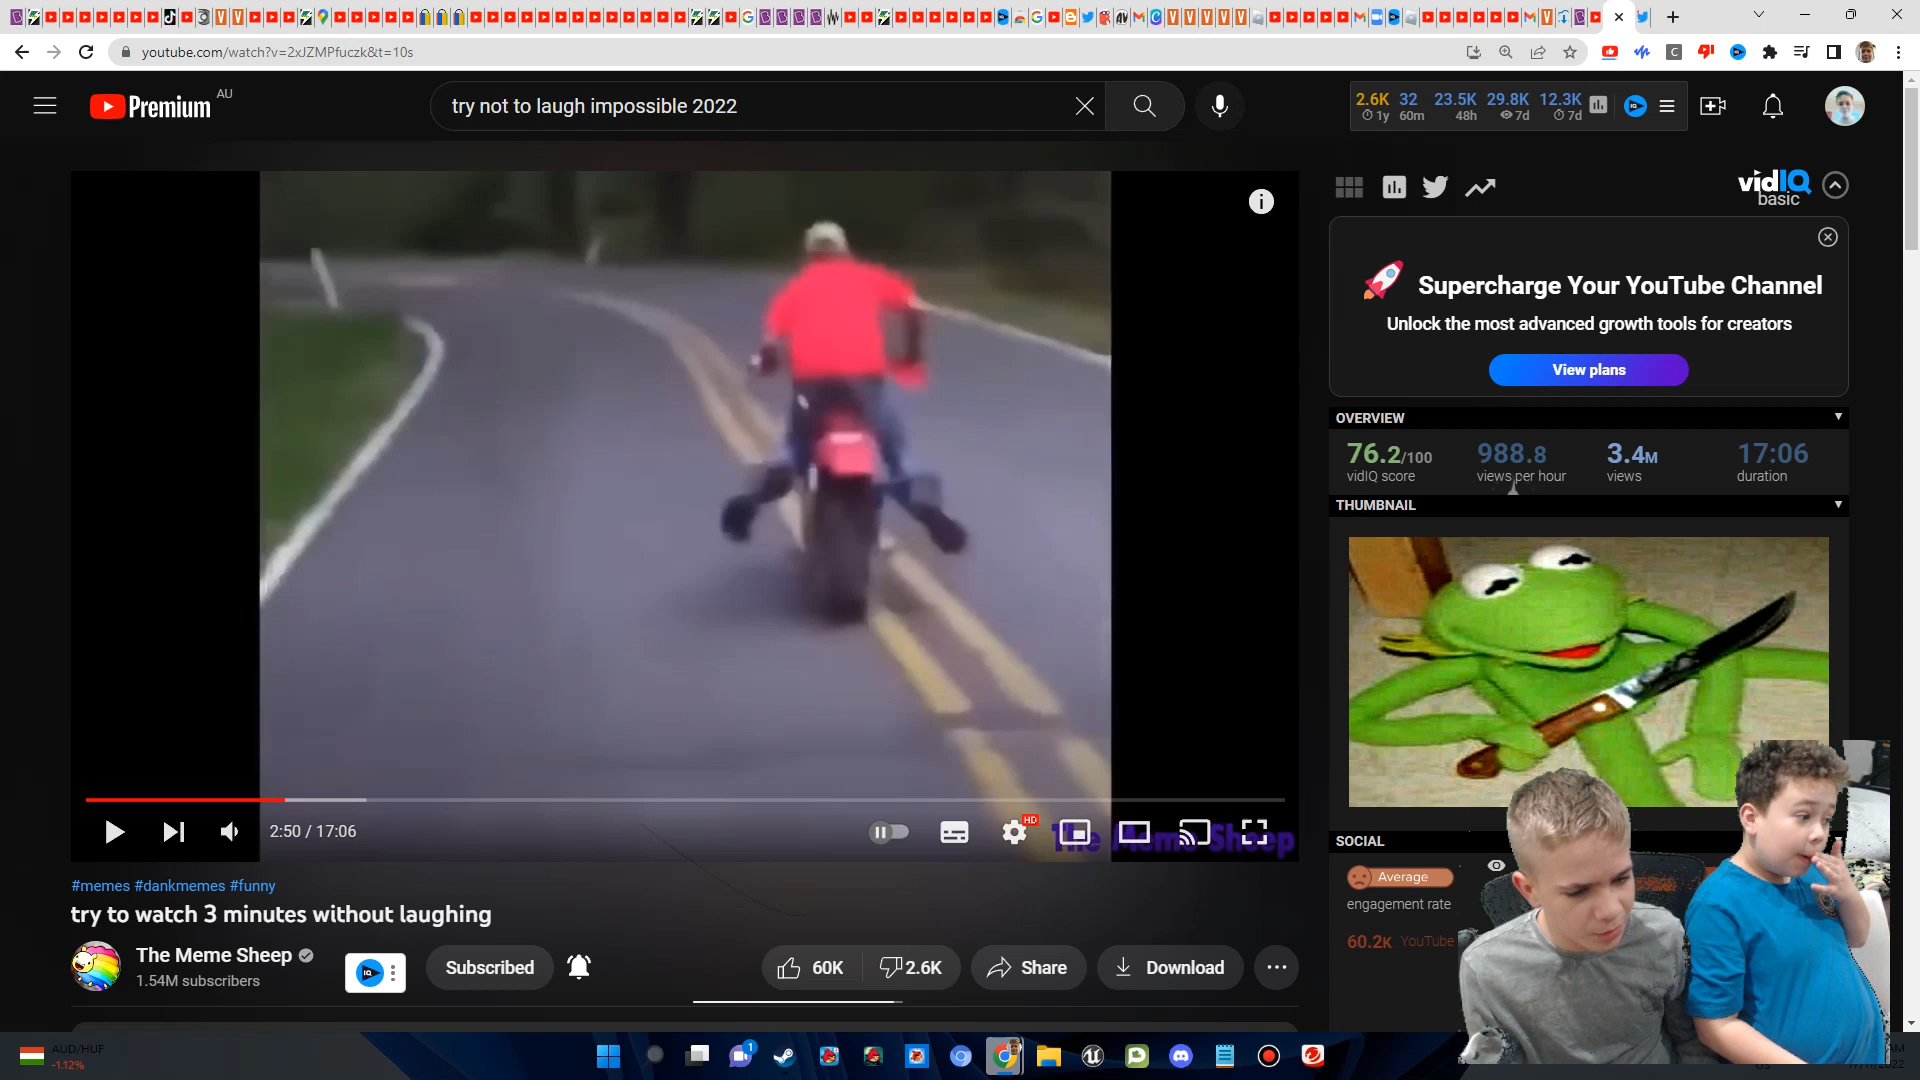 youtube.com/watch?v=2xJZMPfuczk&t=10s
Premium
AU
try not to laugh impossible 2022
2.6K 32 23.5K 29.8K 12.3K
1y 60m 48h 7d 7d
vidIQ
basic
Supercharge Your YouTube Channel
Unlock the most advanced growth tools for creators
View plans
OVERVIEW
76.2/100 988.8 3.4M 17:06
vidIQ score views per hour views duration
THUMBNAIL
HD
2:50 / 17:06
The Meme Sheep
#memes #dankmemes #funny
try to watch 3 minutes without laughing
The Meme Sheep
1.54M subscribers
IQ
Subscribed
60K
2.6K
Share
Download
SOCIAL
Average
engagement rate
60.2K YouTube
AUD/HUF
-1.12%
1